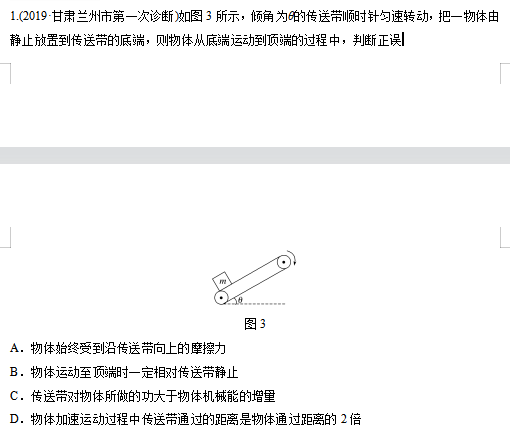 1.(2019·甘肃兰州市第一次诊断)如图 3 所示，倾角为θ的传送带顺时针匀速转动，把一物体由
静止放置到传送带的底端，则物体从底端运动到顶端的过程中，判断正误
m
θ
图 3
A．物体始终受到沿传送带向上的摩擦力
B．物体运动至顶端时一定相对传送带静止
C．传送带对物体所做的功大于物体机械能的增量
D．物体加速运动过程中传送带通过的距离是物体通过距离的 2 倍